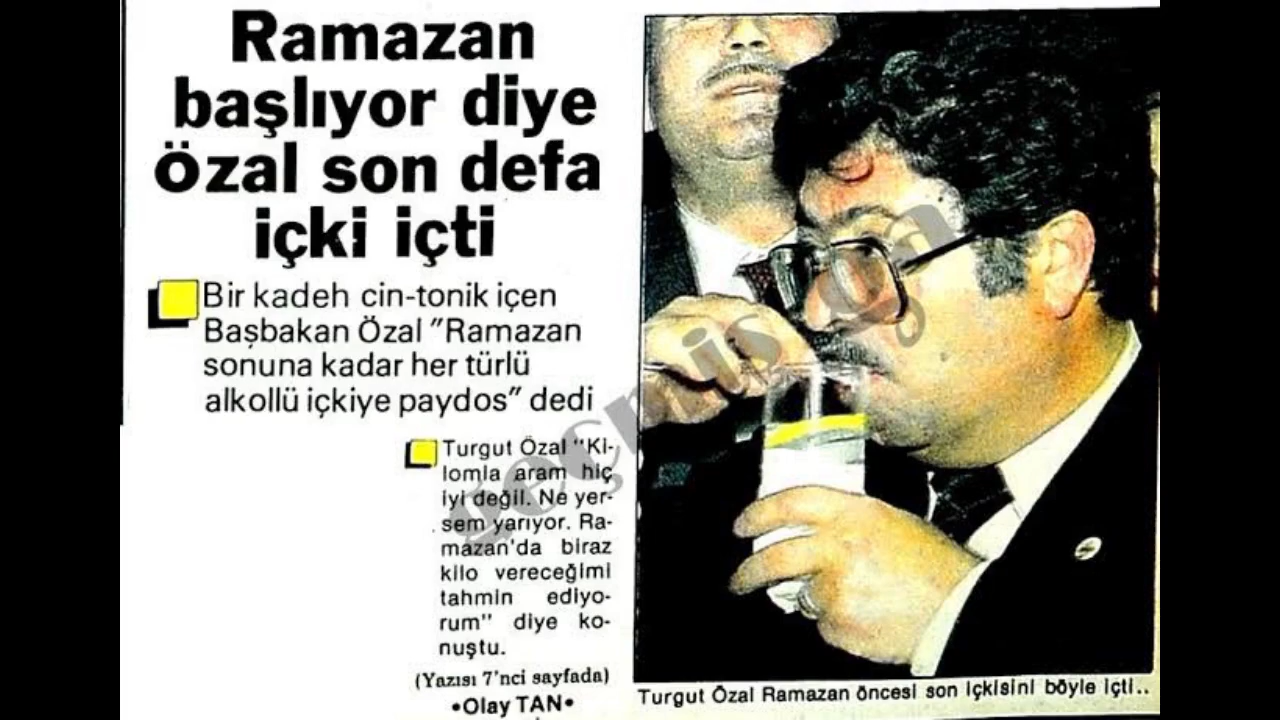 Ramazan
başlıyor diye
Özal son defa
içki içti
Bir kadeh cin-tonik içen
Başbakan Özal "Ramazan
sonuna kadar her türlü
alkollü içkiye paydos" dedi
Turgut Özal "Ki-
lomla aram hiç
iyi değil. Ne yer-
sem yarıyor. Ra-
mazan'da biraz
kilo vereceğimi
tahmin ediyo-
rum" diye ko-
nuştu.
(Yazısı 7'nci sayfada)
•Olay TAN•
geçmiş ga
Turgut Özal Ramazan öncesi son içkisini böyle içti..